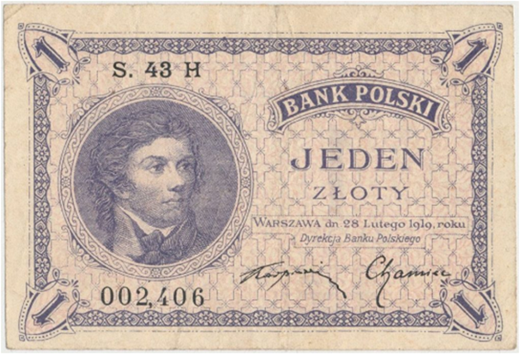 1 1
S. 43 H
BANK POLSKI
JEDEN
ZŁOTY
WARSZAWA dn 28 Lutego 1919, roku
Dyrekcja Banku Polskiego
002,406
1 1